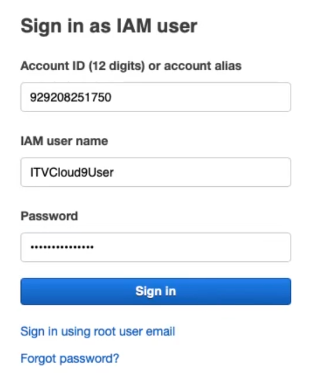 Sign in as IAM user
Account ID (12 digits) or account alias
929208251750
IAM user name
ITVCloud9User
Password
•••••••••••••••
Sign in
Sign in using root user email
Forgot password?